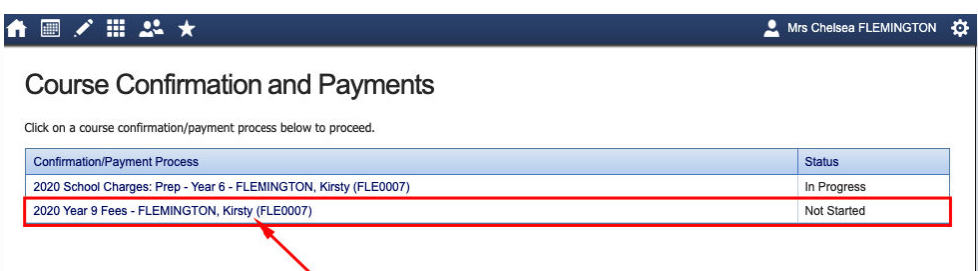 Mrs Chelsea FLEMINGTON
Course Confirmation and Payments
Click on a course confirmation/payment process below to proceed.
Confirmation/Payment Process Status
2020 School Charges: Prep - Year 6 - FLEMINGTON, Kirsty (FLE0007) In Progress
2020 Year 9 Fees - FLEMINGTON, Kirsty (FLE0007) Not Started